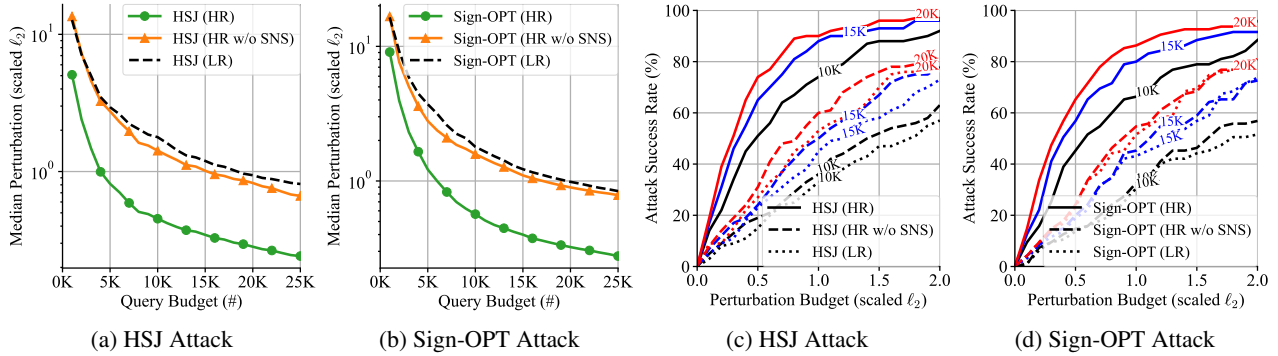 Median Perturbation (scaled ℓ₂)
10¹
10⁰
HSJ (HR)
HSJ (HR w/o SNS)
HSJ (LR)
0K 5K 10K 15K 20K 25K
Query Budget (#)
(a) HSJ Attack
Median Perturbation (scaled ℓ₂)
10¹
10⁰
Sign-OPT (HR)
Sign-OPT (HR w/o SNS)
Sign-OPT (LR)
0K 5K 10K 15K 20K 25K
Query Budget (#)
(b) Sign-OPT Attack
Attack Success Rate (%)
100
80
60
40
20
0
20K
15K
10K
20K
20K
15K
15K
10K
10K
HSJ (HR)
HSJ (HR w/o SNS)
HSJ (LR)
0.0 0.5 1.0 1.5 2.0
Perturbation Budget (scaled ℓ₂)
(c) HSJ Attack
Attack Success Rate (%)
100
80
60
40
20
0
20K
15K
10K
20K
15K
15K
10K
10K
Sign-OPT (HR)
Sign-OPT (HR w/o SNS)
Sign-OPT (LR)
0.0 0.5 1.0 1.5 2.0
Perturbation Budget (scaled ℓ₂)
(d) Sign-OPT Attack